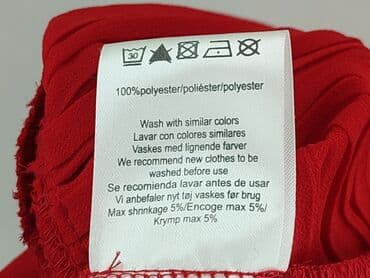 30
100%polyester/poliéster/polyester
Wash with similar colors
Lavar con colores similares
Vaskes med lignende farver
We recommend new clothes to be
washed before use
Se recomienda lavar antes de usar
Vi anbefaler nyt tøj vaskes før brug
Max shrinkage 5%/Encoge max 5%/
Krymp max 5%